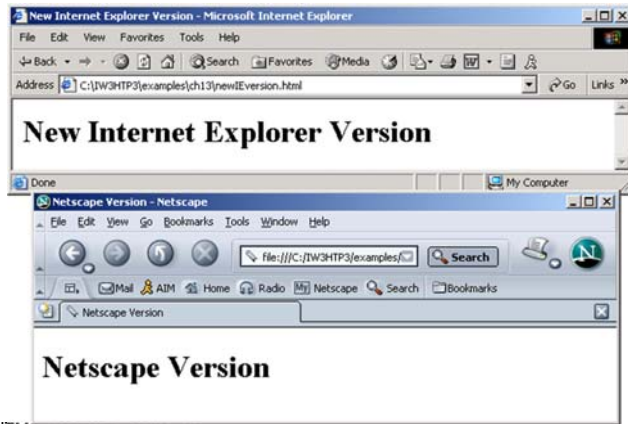 New Internet Explorer Version - Microsoft Internet Explorer
File Edit View Favorites Tools Help
Back Search Favorites Media
Address C:\IW3HTP3\examples\ch13\newIEversion.html Go Links »
New Internet Explorer Version
Done My Computer
Netscape Version - Netscape
File Edit View Go Bookmarks Tools Window Help
file:///C:/IW3HTP3/examples/ Search N
Mail AIM Home Radio My Netscape Search Bookmarks
Netscape Version
Netscape Version